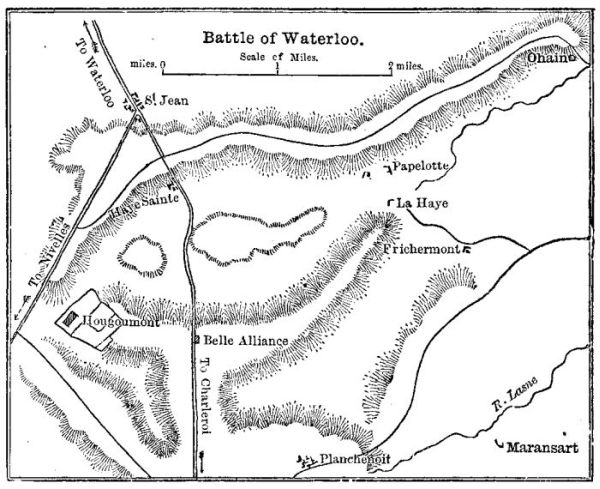 Battle of Waterloo.
Scale of Miles.
miles. 0 1 2 miles.
To Waterloo
St. Jean
Ohain
Papelotte
La Haye
Haye Sainte
To Nivelles
Frichermont
Hougoumont
Belle Alliance
To Charleroi
R. Lasne
Maransart
Planchenoit